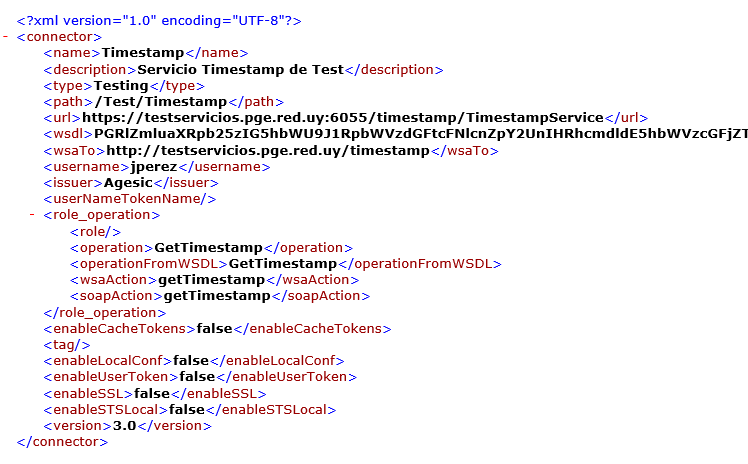 <?xml version="1.0" encoding="UTF-8"?>
- <connector>
<name>Timestamp</name>
<description>Servicio Timestamp de Test</description>
<type>Testing</type>
<path>/Test/Timestamp</path>
<url>https://testservicios.pge.red.uy:6055/timestamp/TimestampService</url>
<wsdl>PGRlZmluaXRpb25zIG5hbWU9J1RpbWVzdGFtcFNlcnZpY2UnIHRhcmdldE5hbWVzcGFjZT
<wsaTo>http://testservicios.pge.red.uy/timestamp</wsaTo>
<username>jperez</username>
<issuer>Agesic</issuer>
<userNameTokenName/>
- <role_operation>
<role/>
<operation>GetTimestamp</operation>
<operationFromWSDL>GetTimestamp</operationFromWSDL>
<wsaAction>getTimestamp</wsaAction>
<soapAction>getTimestamp</soapAction>
</role_operation>
<enableCacheTokens>false</enableCacheTokens>
<tag/>
<enableLocalConf>false</enableLocalConf>
<enableUserToken>false</enableUserToken>
<enableSSL>false</enableSSL>
<enableSTSLocal>false</enableSTSLocal>
<version>3.0</version>
</connector>